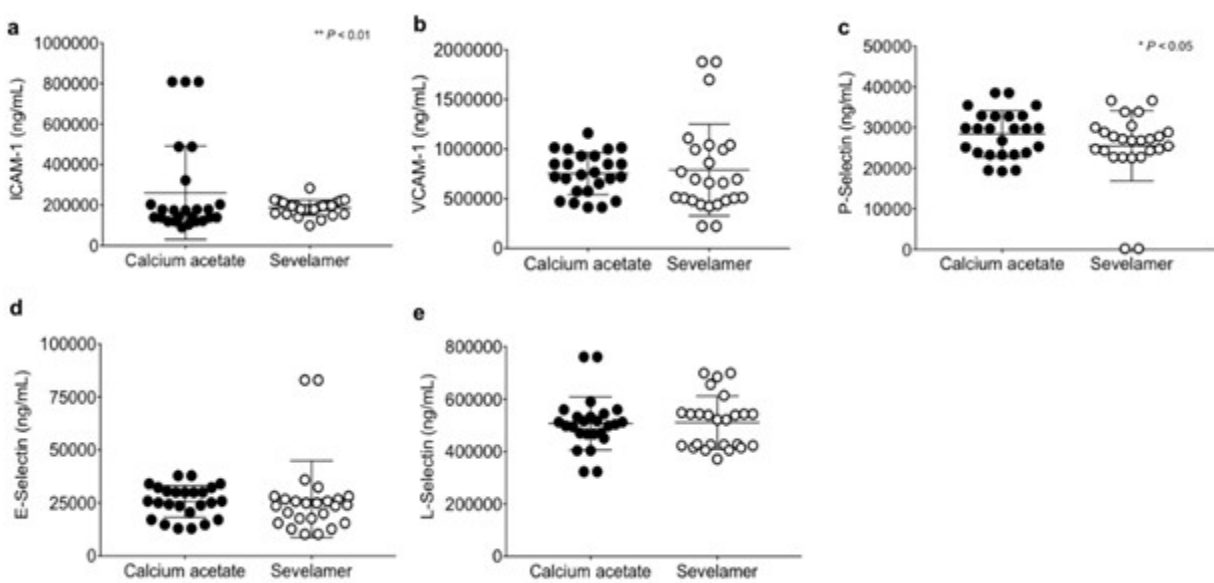 a
** P < 0.01
ICAM-1 (ng/mL)
1000000
800000
600000
400000
200000
0
Calcium acetate
Sevelamer
b
VCAM-1 (ng/mL)
2000000
1500000
1000000
500000
0
Calcium acetate
Sevelamer
c
* P < 0.05
P-Selectin (ng/mL)
50000
40000
30000
20000
10000
0
Calcium acetate
Sevelamer
d
E-Selectin (ng/mL)
100000
75000
50000
25000
0
Calcium acetate
Sevelamer
e
L-Selectin (ng/mL)
800000
600000
400000
200000
0
Calcium acetate
Sevelamer